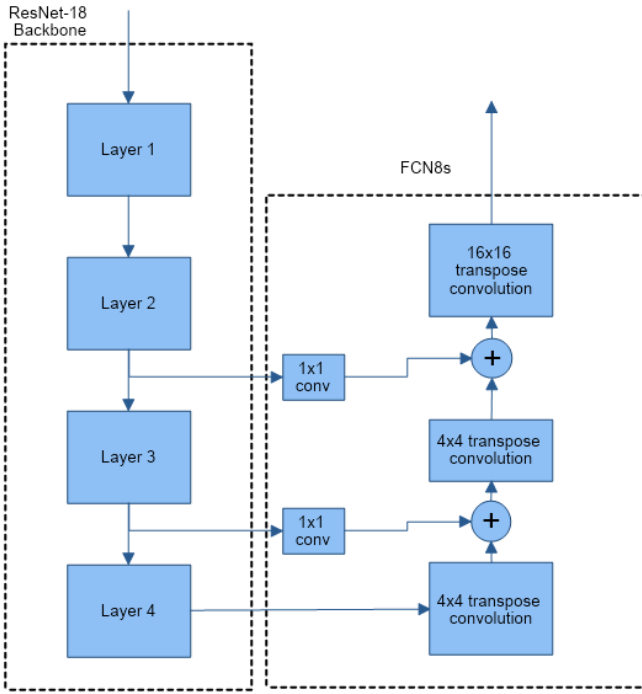 ResNet-18
Backbone
Layer 1
Layer 2
Layer 3
Layer 4
FCN8s
16x16
transpose
convolution
+
1x1
conv
4x4 transpose
convolution
+
1x1
conv
4x4 transpose
convolution